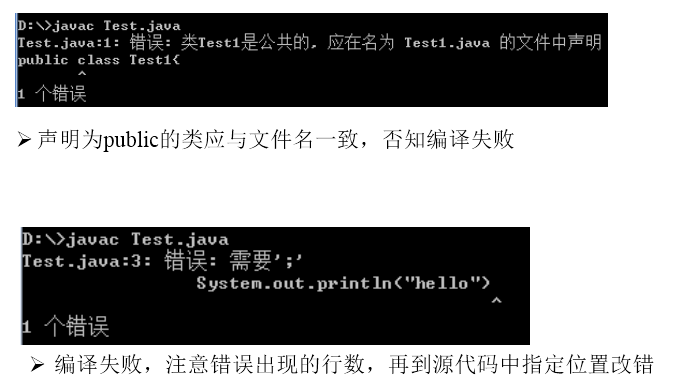 D:\>javac Test.java
Test.java:1: 错误: 类Test1是公共的, 应在名为 Test1.java 的文件中声明
public class Test1{
^
1 个错误
➢ 声明为public的类应与文件名一致，否知编译失败
D:\>javac Test.java
Test.java:3: 错误: 需要';'
System.out.println("hello")
^
1 个错误
➢ 编译失败，注意错误出现的行数，再到源代码中指定位置改错